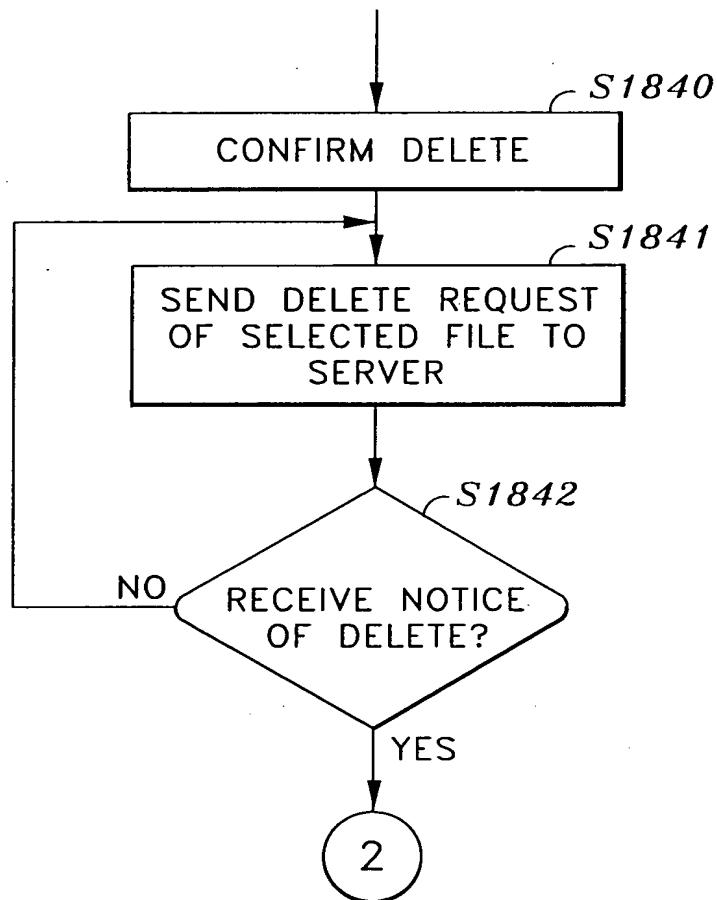 S1840
CONFIRM DELETE
S1841
SEND DELETE REQUEST
OF SELECTED FILE TO
SERVER
S1842
NO
RECEIVE NOTICE
OF DELETE?
YES
2